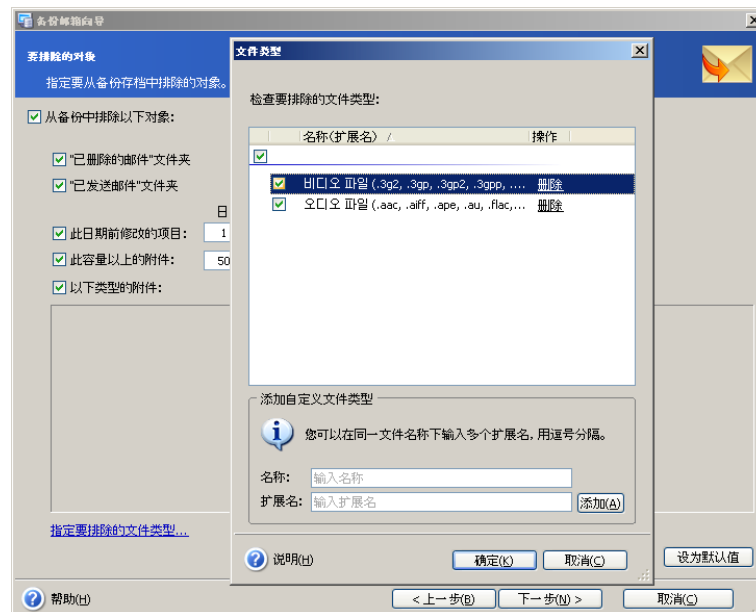 备份邮箱向导
要排除的对象
指定要从备份存档中排除的对象。
从备份中排除以下对象:
"已删除的邮件"文件夹
"已发送邮件"文件夹
日
此日期前修改的项目: 1
此容量以上的附件: 50
以下类型的附件:
指定要排除的文件类型...
设为默认值
帮助(H)
< 上一步(B)
下一步(N) >
取消(C)
文件类型
检查要排除的文件类型:
名称(扩展名) 操作
비디오 파일 (.3g2, .3gp, .3gp2, .3gpp, .... 删除
오디오 파일 (.aac, .aiff, .ape, .au, .flac,... 册除
添加自定义文件类型
您可以在同一文件名称下输入多个扩展名,用逗号分隔。
名称: 输入名称
扩展名: 输入扩展名 添加(A)
说明(H)
确定(K)
取消(C)